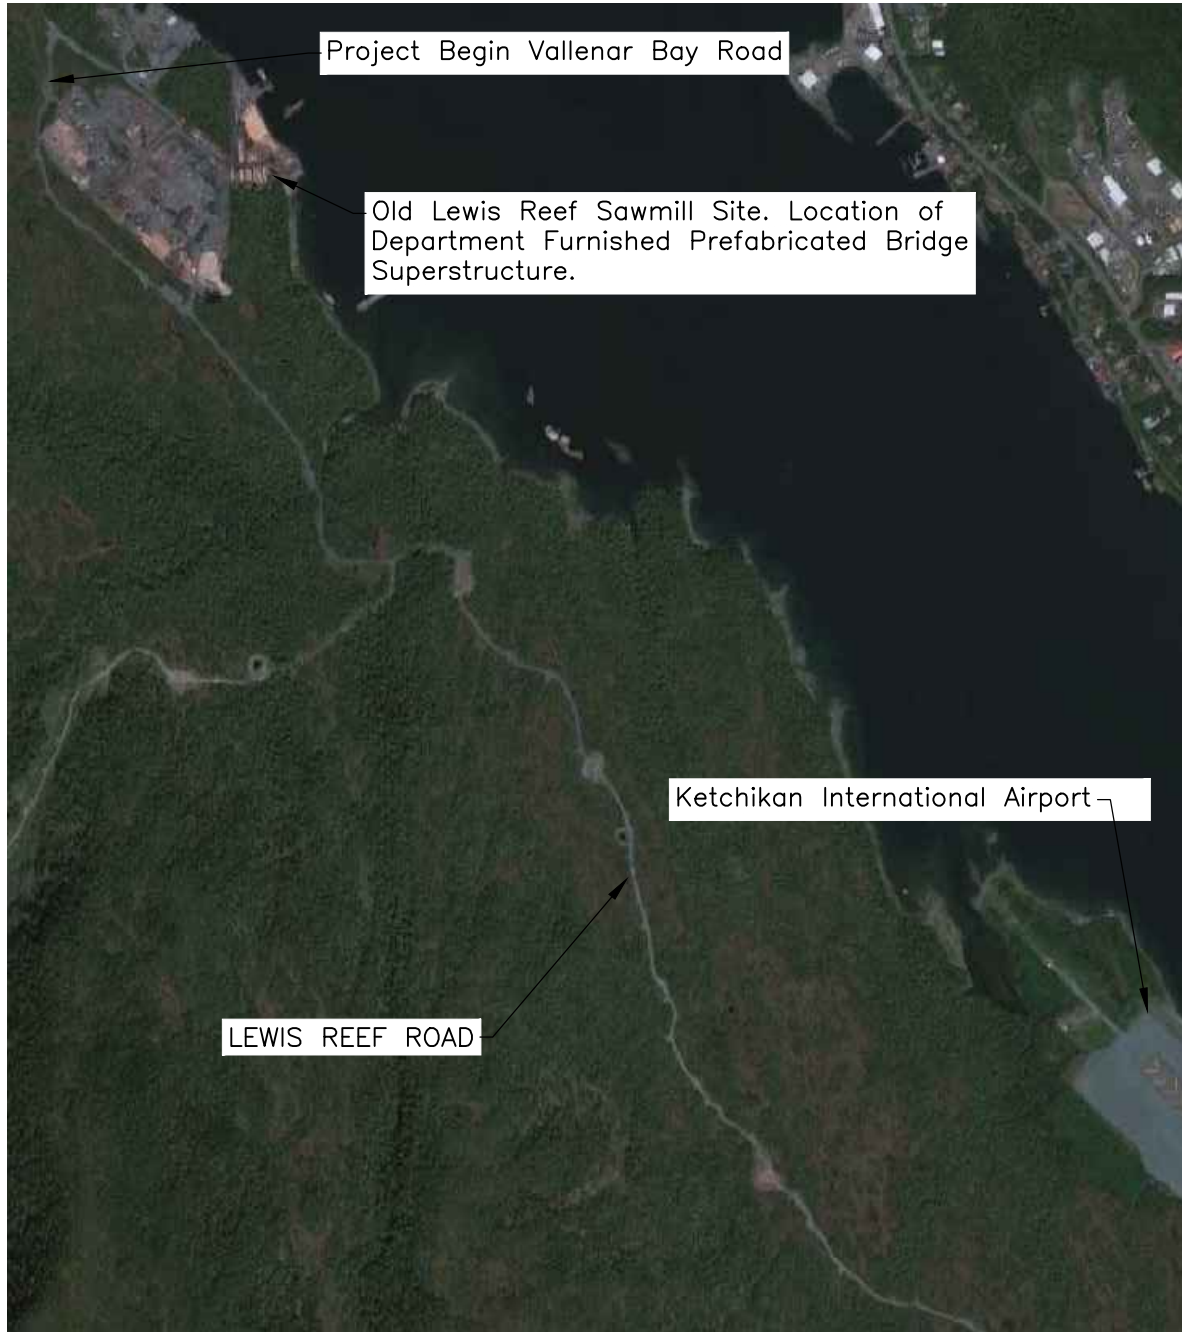 Project Begin Vallenar Bay Road
Old Lewis Reef Sawmill Site. Location of
Department Furnished Prefabricated Bridge
Superstructure.
Ketchikan International Airport
LEWIS REEF ROAD